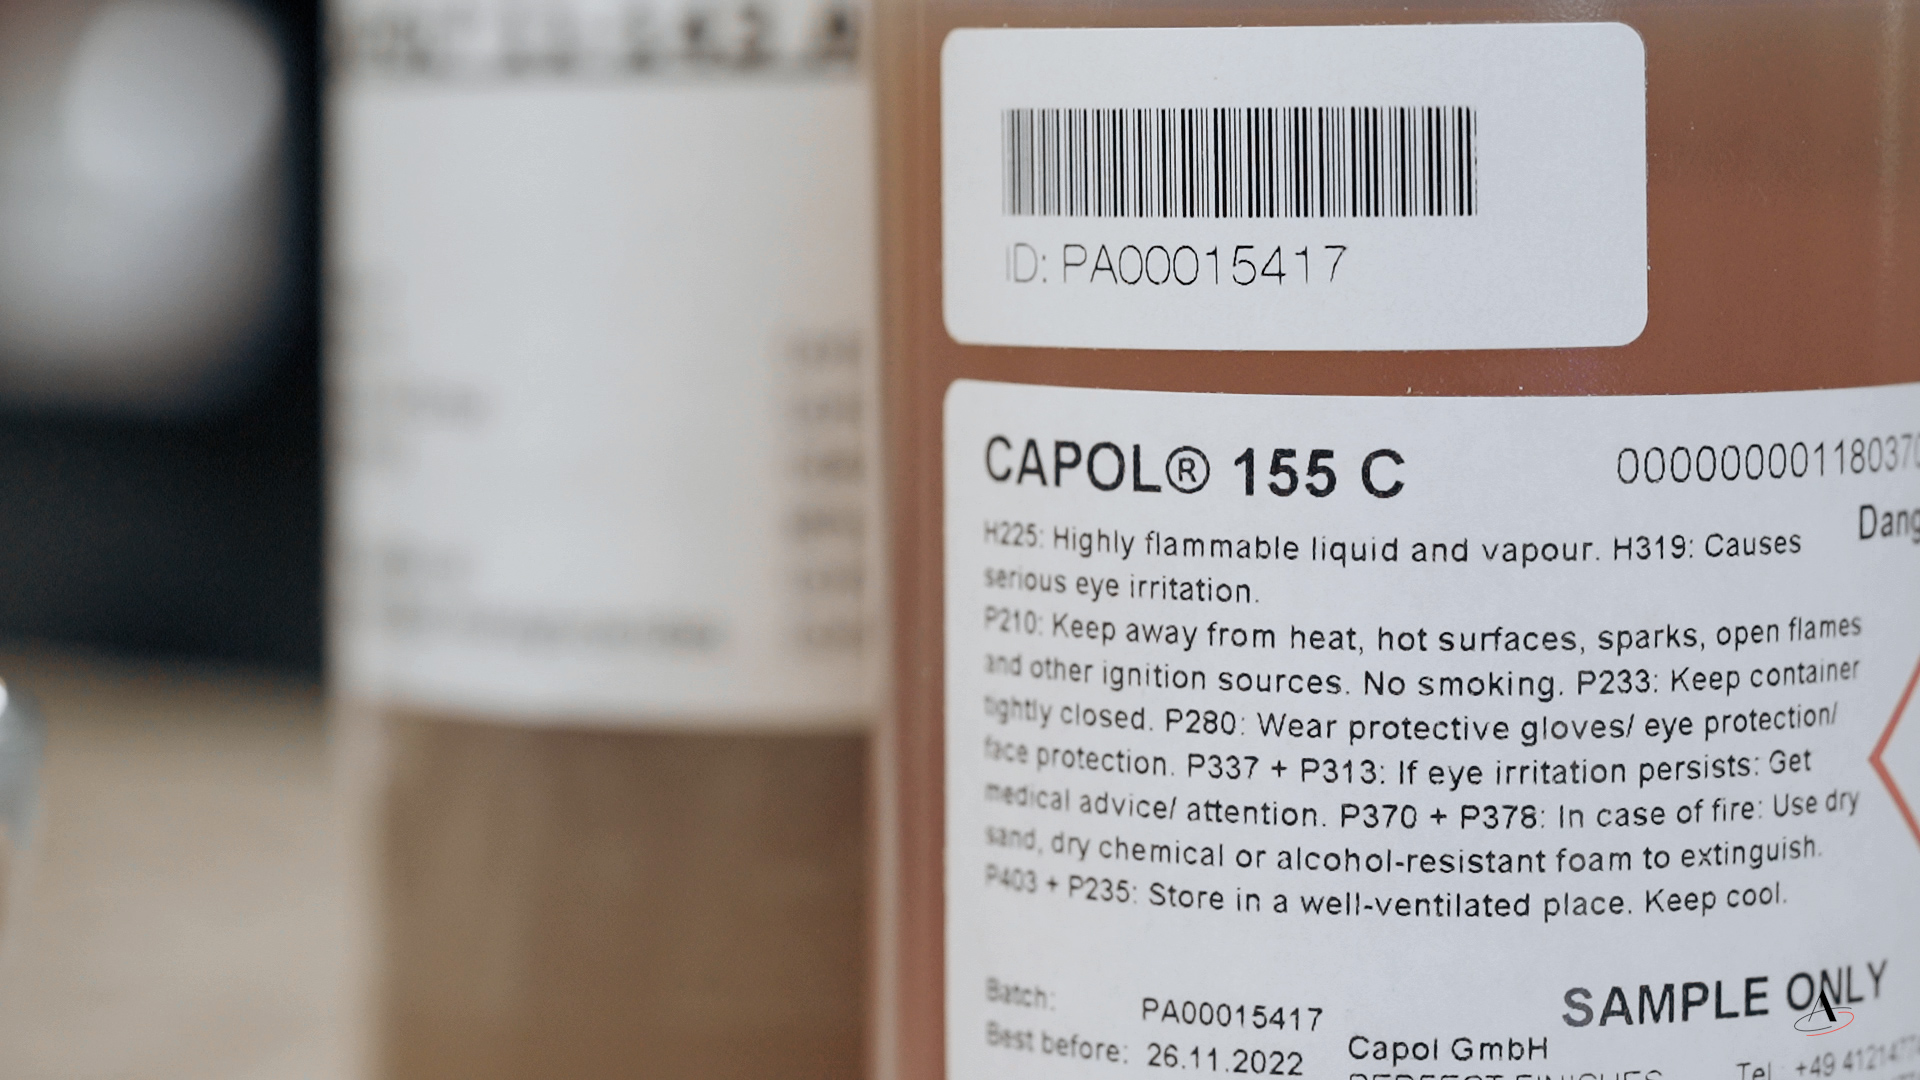 ID: PA00015417
CAPOL® 155 C
H225: Highly flammable liquid and vapour. H319: Causes
serious eye irritation.
P210: Keep away from heat, hot surfaces, sparks, open flames
and other ignition sources. No smoking. P233: Keep container
tightly closed. P280: Wear protective gloves/ eye protection/
face protection. P337 + P313: If eye irritation persists: Get
medical advice/ attention. P370 + P378: In case of fire: Use dry
sand, dry chemical or alcohol-resistant foam to extinguish.
P403 + P235: Store in a well-ventilated place. Keep cool.
000000001180370
Dang
Batch: PA00015417
Best before: 26.11.2022
SAMPLE ONLY
A
Capol GmbH
Tel +49